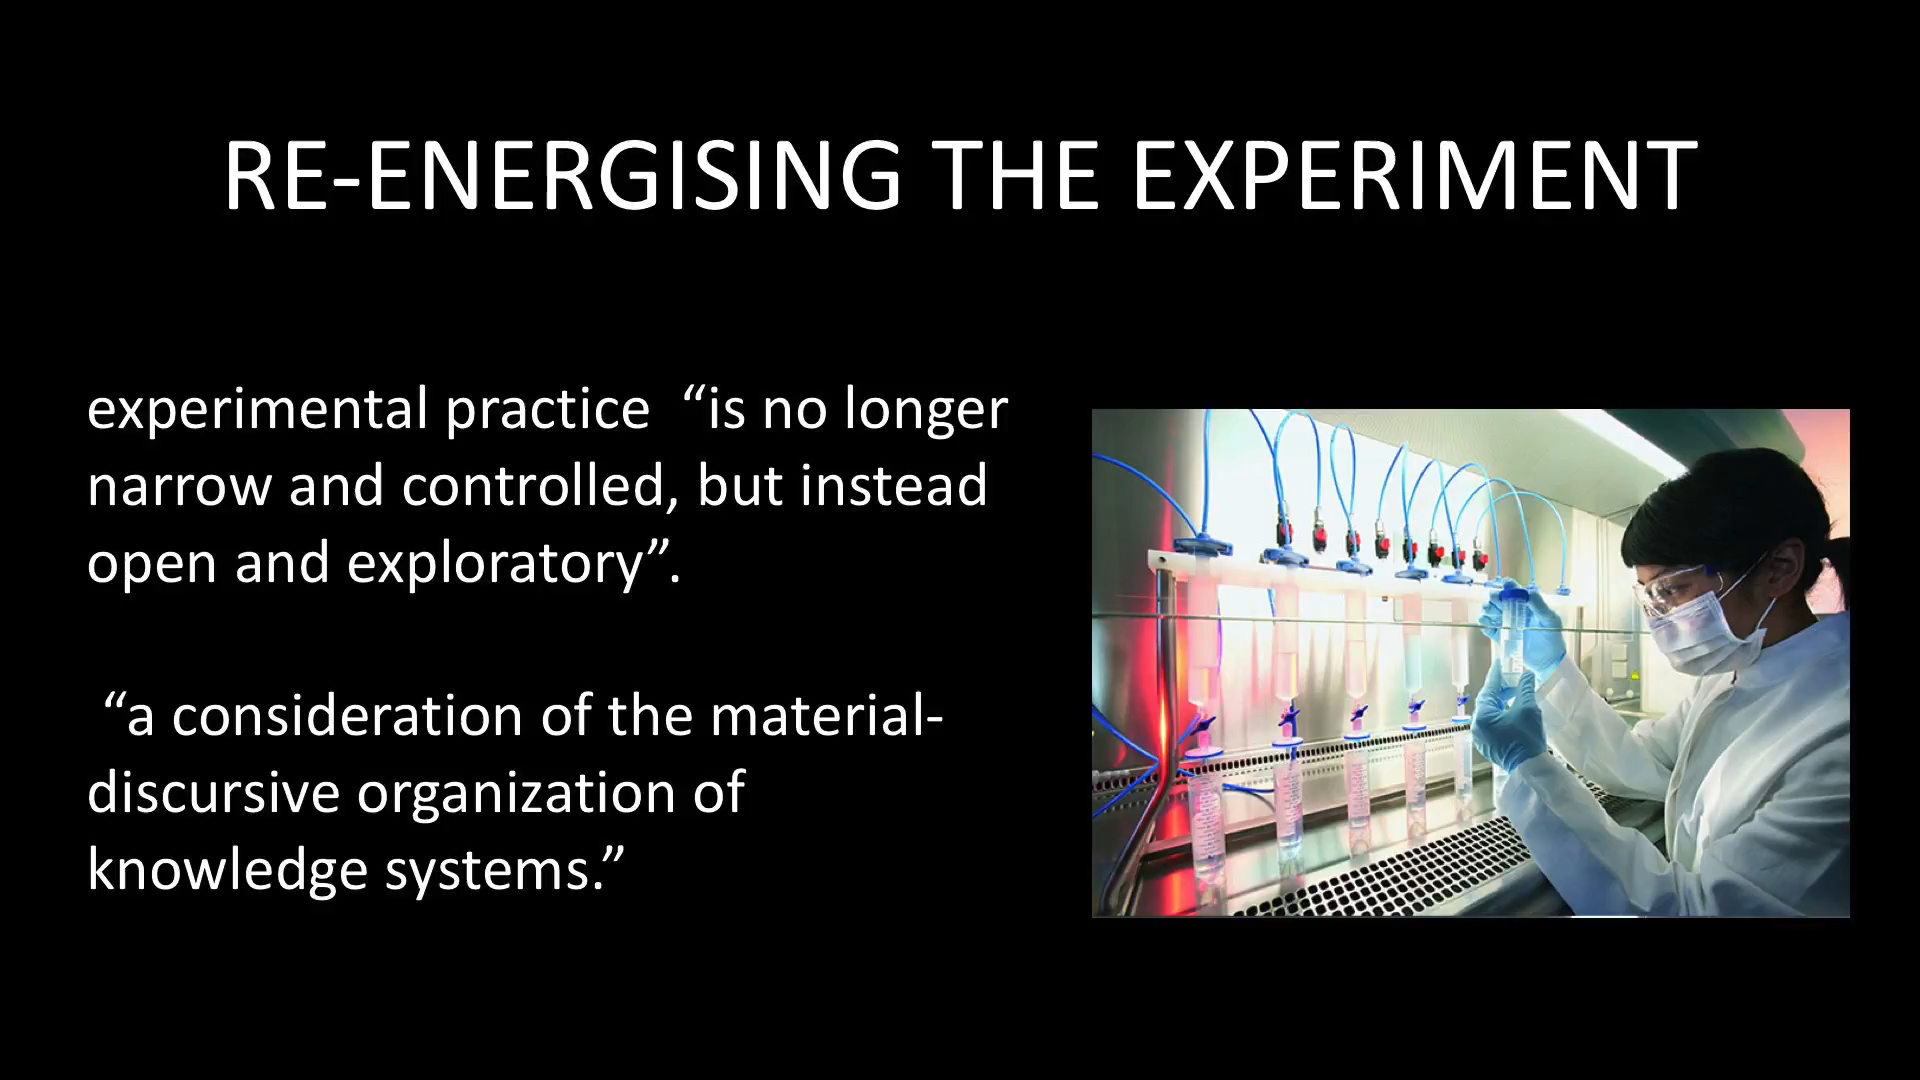 RE-ENERGISING THE EXPERIMENT
experimental practice “is no longer
narrow and controlled, but instead
open and exploratory”.
“a consideration of the material-
discursive organization of
knowledge systems.”